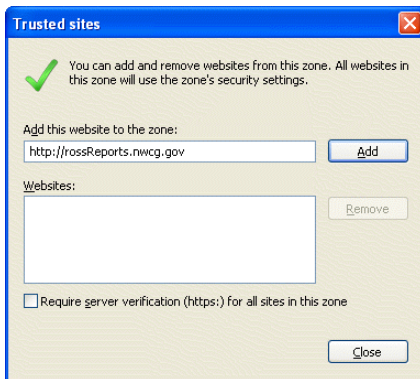 Trusted sites
You can add and remove websites from this zone. All websites in
this zone will use the zone's security settings.
Add this website to the zone:
http://rossReports.nwcg.gov
Add
Websites:
Remove
Require server verification (https:) for all sites in this zone
Close